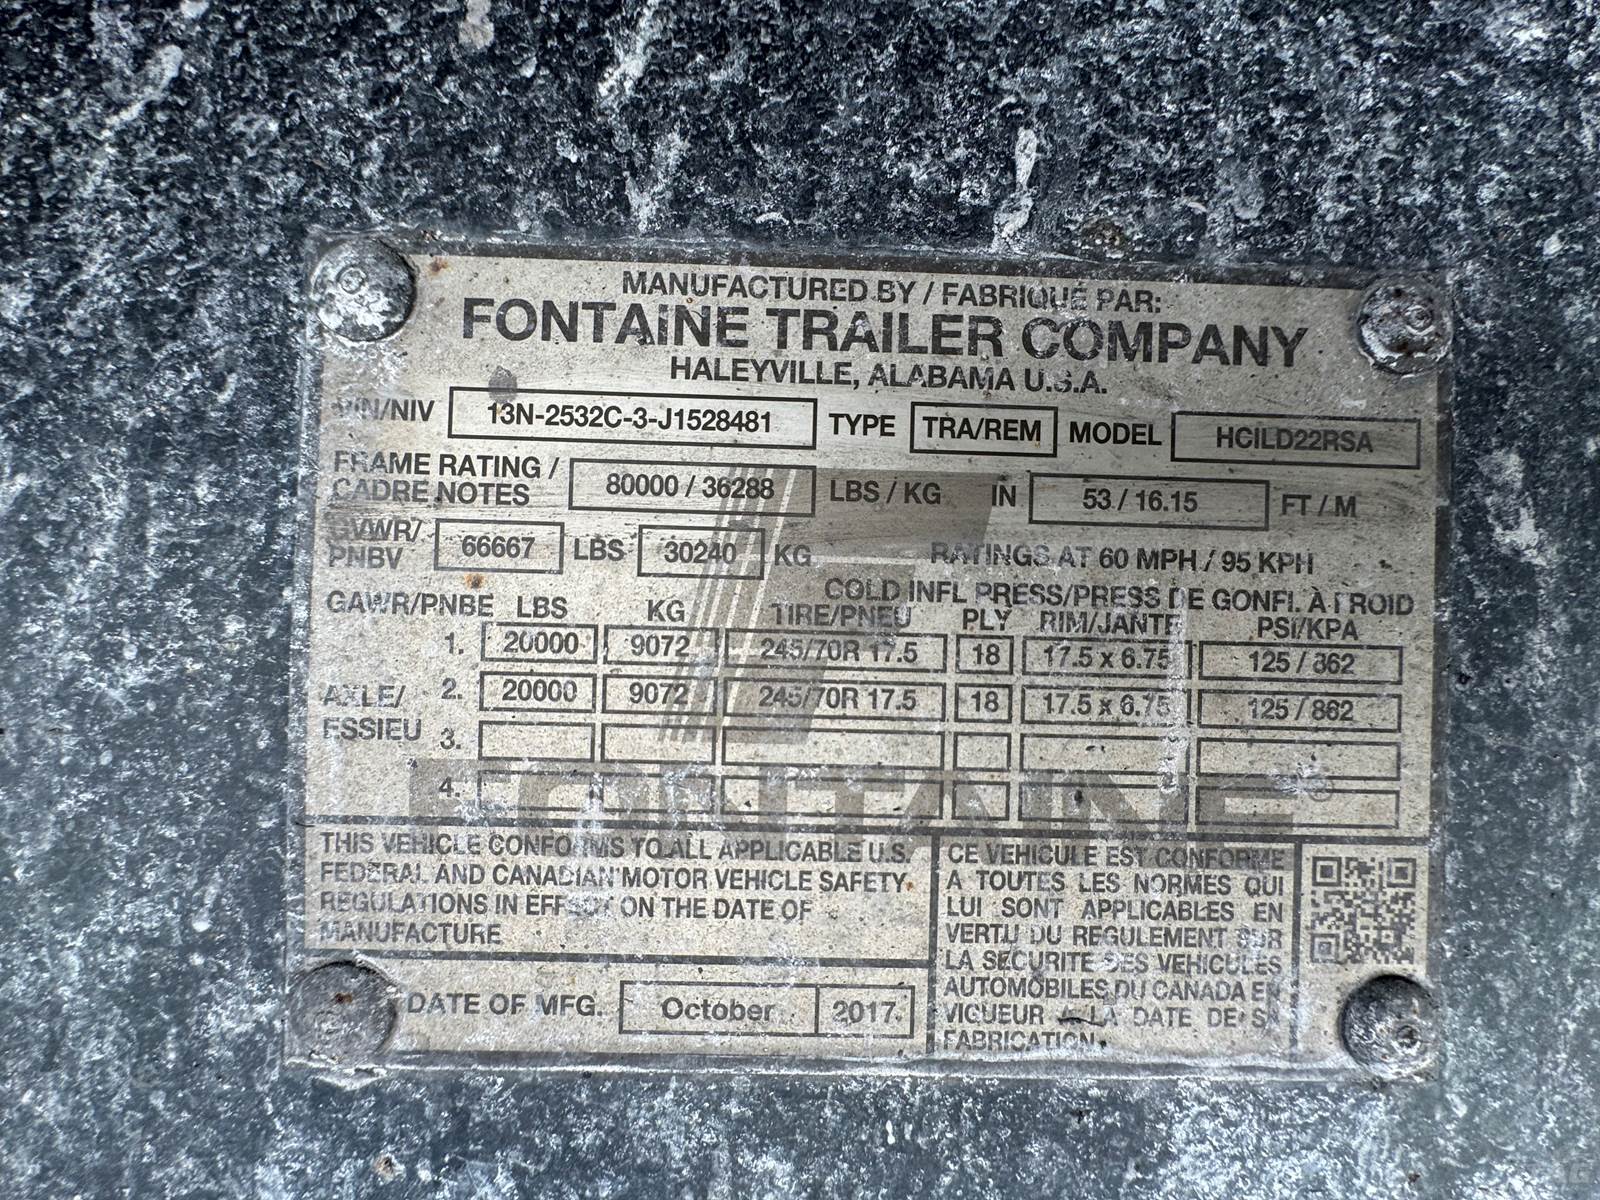 MANUFACTURED BY / FABRIQUÉ PAR:
FONTAINE TRAILER COMPANY
HALEYVILLE, ALABAMA U.S.A.
VIN/NIV 13N-2532C-3-J1528481 TYPE TRA/REM MODEL HCILD22RSA
FRAME RATING / CADRE NOTES 80000 / 36288 LBS / KG IN 53 / 16.15 FT / M
GVWR/ PNBV 66667 LBS 30240 KG RATINGS AT 60 MPH / 95 KPH
COLD INFL PRESS/PRESS DE GONFL. À FROID
GAWR/PNBE LBS KG TIRE/PNEU PLY RIM/JANTE PSI/KPA
1. 20000 9072 245/70R 17.5 18 17.5 x 6.75 125 / 862
AXLE/ ESSIEU 2. 20000 9072 245/70R 17.5 18 17.5 x 6.75 125 / 862
3.
4.
FONTAINE ®
THIS VEHICLE CONFORMS TO ALL APPLICABLE U.S.
FEDERAL AND CANADIAN MOTOR VEHICLE SAFETY
REGULATIONS IN EFFECT ON THE DATE OF
MANUFACTURE
DATE OF MFG. October 2017
CE VEHICULE EST CONFORME
A TOUTES LES NORMES QUI
LUI SONT APPLICABLES EN
VERTU DU REGULEMENT SUR
LA SECURITE DES VEHICULES
AUTOMOBILES DU CANADA EN
VIGUEUR A LA DATE DE SA
FABRICATION.